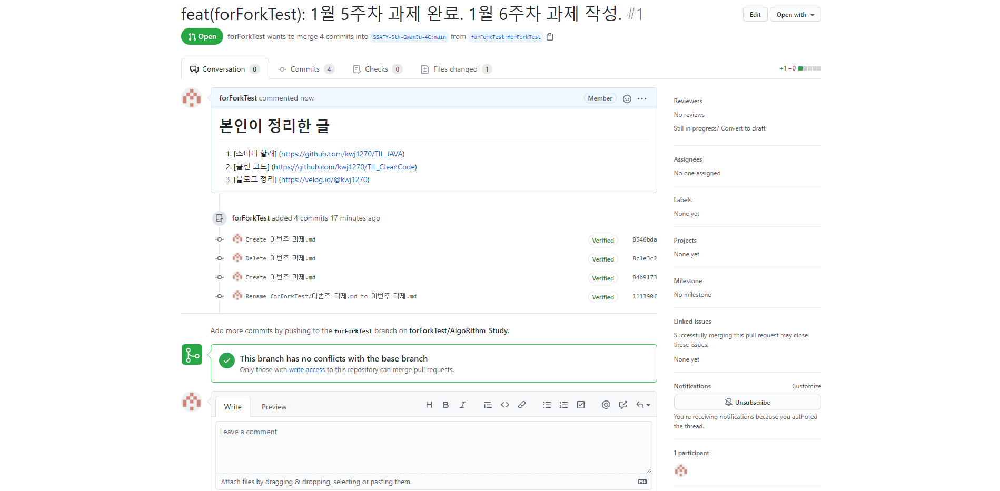 feat(forForkTest): 1월 5주차 과제 완료. 1월 6주차 과제 작성. #1
Edit
Open with
Open
forForkTest wants to merge 4 commits into SSAFY-5th-GwanJu-4C:main from forForkTest:forForkTest
Conversation 0
Commits 4
Checks 0
Files changed 1
+1 −0
forForkTest commented now
Member
본인이 정리한 글
1. [스터디 할래] (https://github.com/kwj1270/TIL_JAVA)
2. [클린 코드] (https://github.com/kwj1270/TIL_CleanCode)
3. [블로그 정리] (https://velog.io/@kwj1270)
forForkTest added 4 commits 17 minutes ago
Create 이번주 과제.md
Verified
8546bda
Delete 이번주 과제.md
Verified
8c1e3c2
Create 이번주 과제.md
Verified
84b9173
Rename forForkTest/이번주 과제.md to 이번주 과제.md
Verified
111390f
Add more commits by pushing to the forForkTest branch on forForkTest/AlgoRithm_Study.
This branch has no conflicts with the base branch
Only those with write access to this repository can merge pull requests.
Write
Preview
H B I
@
Leave a comment
Attach files by dragging & dropping, selecting or pasting them.
Reviewers
No reviews
Still in progress? Convert to draft
Assignees
No one assigned
Labels
None yet
Projects
None yet
Milestone
No milestone
Linked issues
Successfully merging this pull request may close
these issues.
None yet
Notifications
Customize
Unsubscribe
You're receiving notifications because you authored
the thread.
1 participant